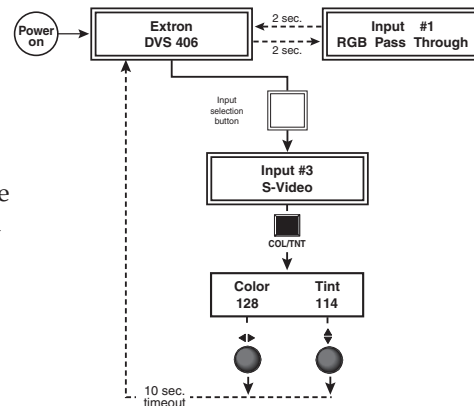 Power
on
Extron
DVS 406
2 sec.
2 sec.
Input #1
RGB Pass Through
Input
selection
button
Input #3
S-Video
COL/TNT
Color Tint
128 114
10 sec.
timeout
e